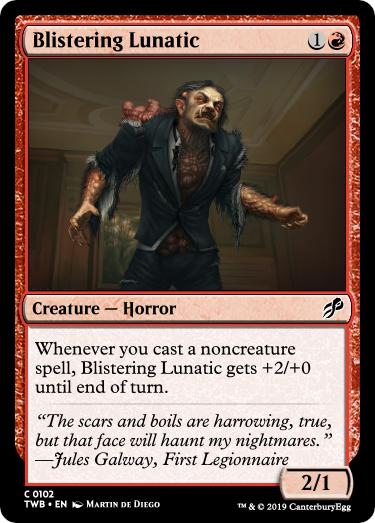 Blistering Lunatic 1
Creature — Horror
Whenever you cast a noncreature
spell, Blistering Lunatic gets +2/+0
until end of turn.
“The scars and boils are harrowing, true,
but that face will haunt my nightmares.”
—Jules Galway, First Legionnaire
2/1
C 0102
TWB • EN Martin de Diego
™ & © 2019 CanterburyEgg